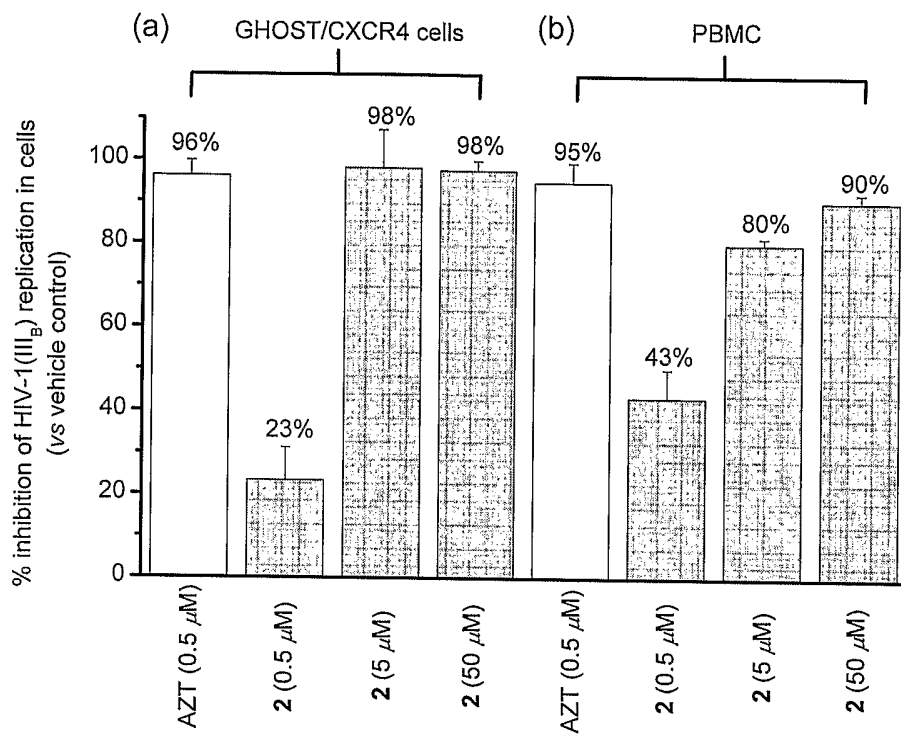 (a)
GHOST/CXCR4 cells
(b)
PBMC
% inhibition of HIV-1(III_B) replication in cells
(vs vehicle control)
100
80
60
40
20
0
96%
23%
98%
98%
95%
43%
80%
90%
AZT (0.5 μM)
2 (0.5 μM)
2 (5 μM)
2 (50 μM)
AZT (0.5 μM)
2 (0.5 μM)
2 (5 μM)
2 (50 μM)